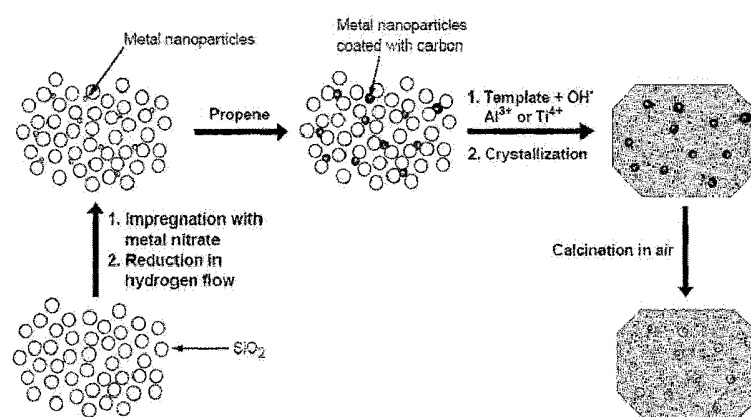 Metal nanoparticles
Metal nanoparticles
coated with carbon
Propene
1. Template + OH⁻
Al³⁺ or Ti⁴⁺
2. Crystallization
1. Impregnation with
metal nitrate
2. Reduction in
hydrogen flow
Calcination in air
SiO₂